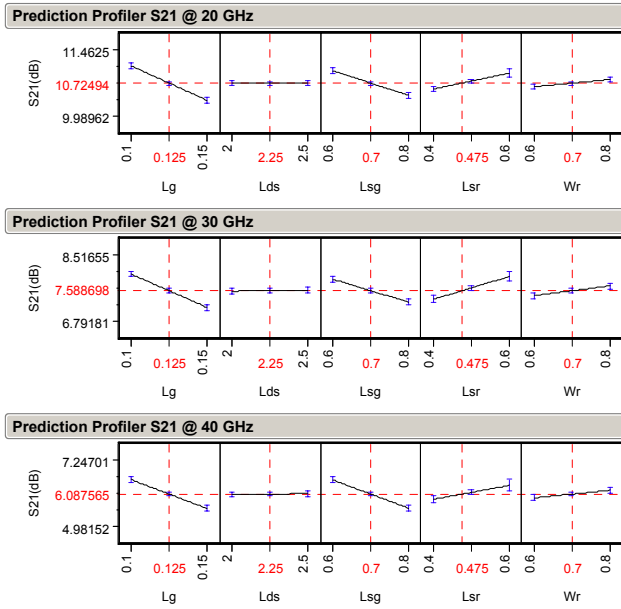 Prediction Profiler S21 @ 20 GHz
S21(dB)
11.4625
10.72494
9.98962
0.1 0.125 0.15 2 2.25 2.5 0.6 0.7 0.8 0.4 0.475 0.6 0.6 0.7 0.8
Lg Lds Lsg Lsr Wr
Prediction Profiler S21 @ 30 GHz
S21(dB)
8.51655
7.588698
6.79181
0.1 0.125 0.15 2 2.25 2.5 0.6 0.7 0.8 0.4 0.475 0.6 0.6 0.7 0.8
Lg Lds Lsg Lsr Wr
Prediction Profiler S21 @ 40 GHz
S21(dB)
7.24701
6.087565
4.98152
0.1 0.125 0.15 2 2.25 2.5 0.6 0.7 0.8 0.4 0.475 0.6 0.6 0.7 0.8
Lg Lds Lsg Lsr Wr